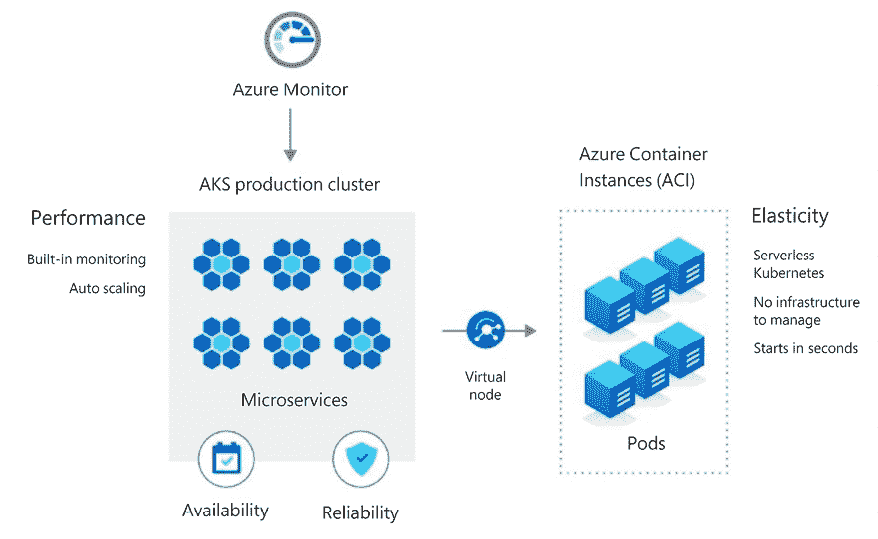 Azure Monitor
AKS production cluster
Performance
Built-in monitoring
Auto scaling
Microservices
Availability
Reliability
Virtual
node
Azure Container
Instances (ACI)
Pods
Elasticity
Serverless
Kubernetes
No infrastructure
to manage
Starts in seconds